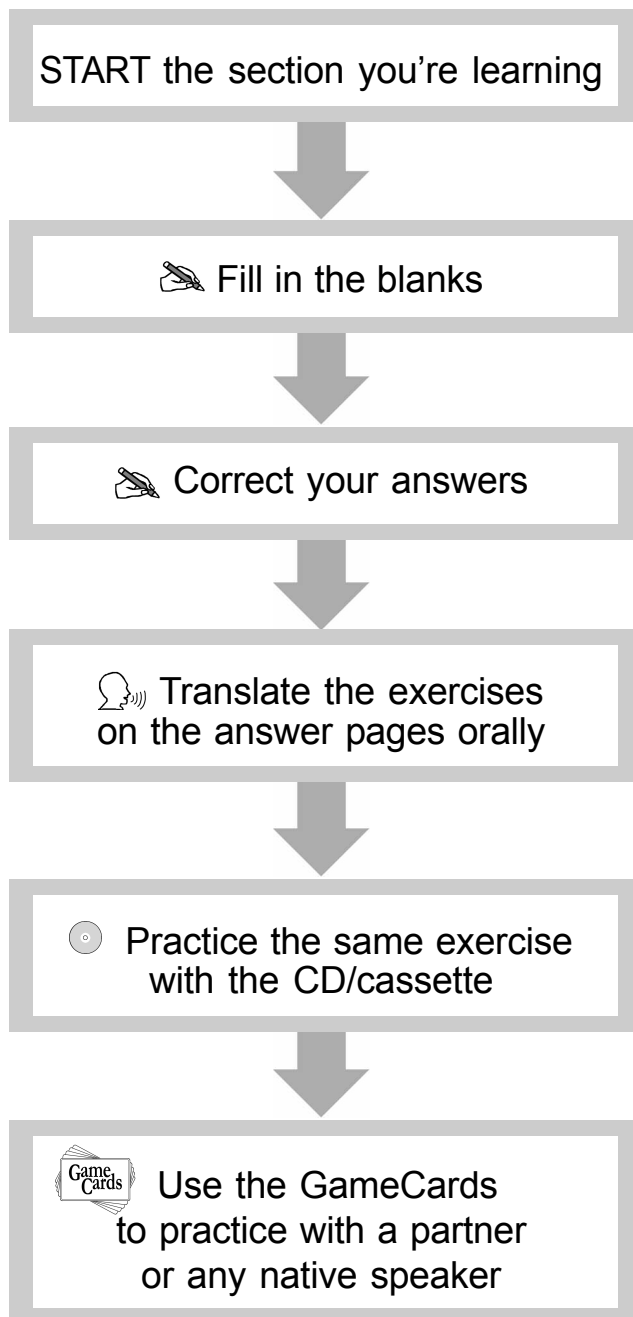 START the section you're learning
Fill in the blanks
Correct your answers
Translate the exercises
on the answer pages orally
Practice the same exercise
with the CD/cassette
Game
Cards
Use the GameCards
to practice with a partner
or any native speaker